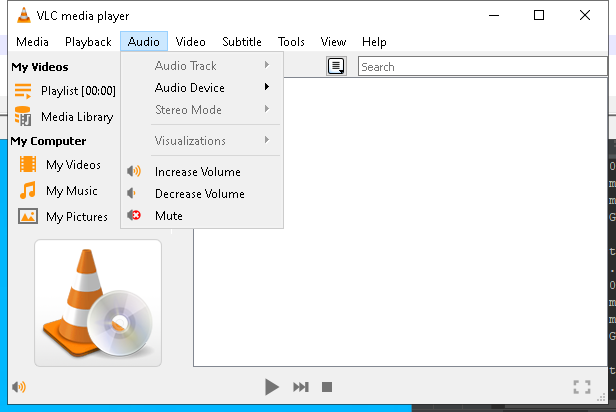 VLC media player
Media Playback Audio Video Subtitle Tools View Help
My Videos
Playlist [00:00]
Media Library
My Computer
My Videos
My Music
My Pictures
Audio Track
Audio Device
Stereo Mode
Visualizations
Increase Volume
Decrease Volume
Mute
Search